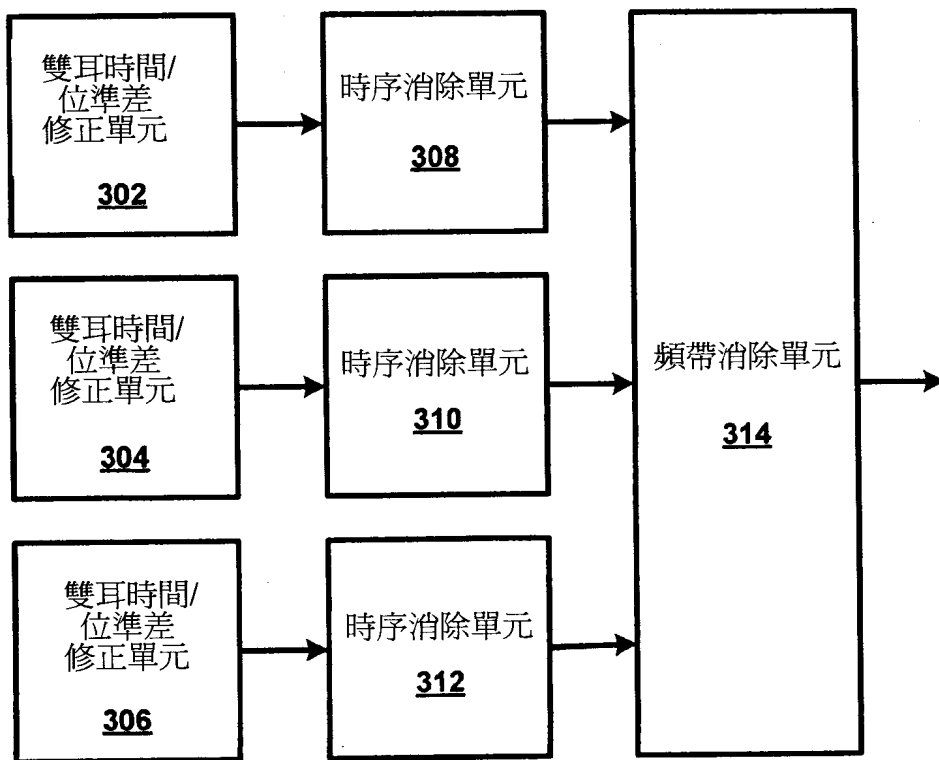 雙耳時間/
位準差
修正單元
302
時序消除單元
308
雙耳時間/
位準差
修正單元
304
時序消除單元
310
頻帶消除單元
314
雙耳時間/
位準差
修正單元
306
時序消除單元
312